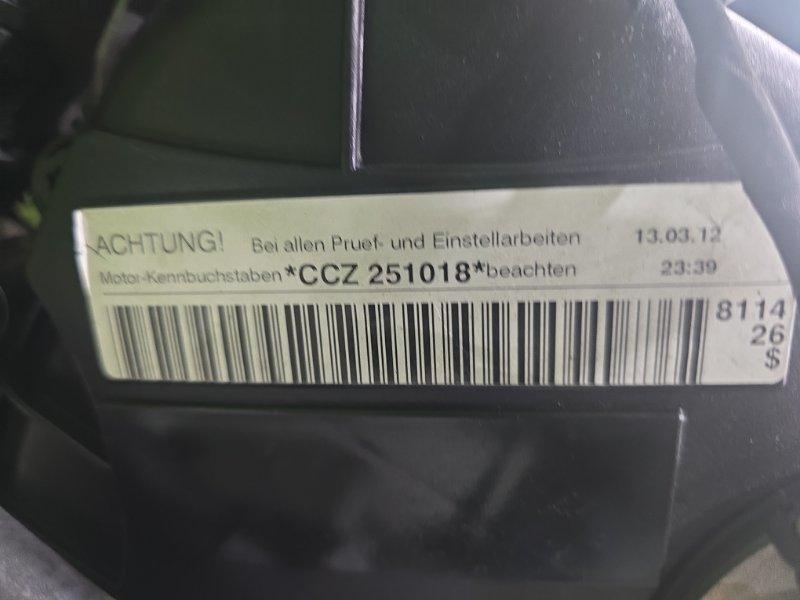 ACHTUNG! Bei allen Pruef- und Einstellarbeiten 13.03.12
Motor-Kennbuchstaben *CCZ 251018* beachten 23:39
8114
26
$